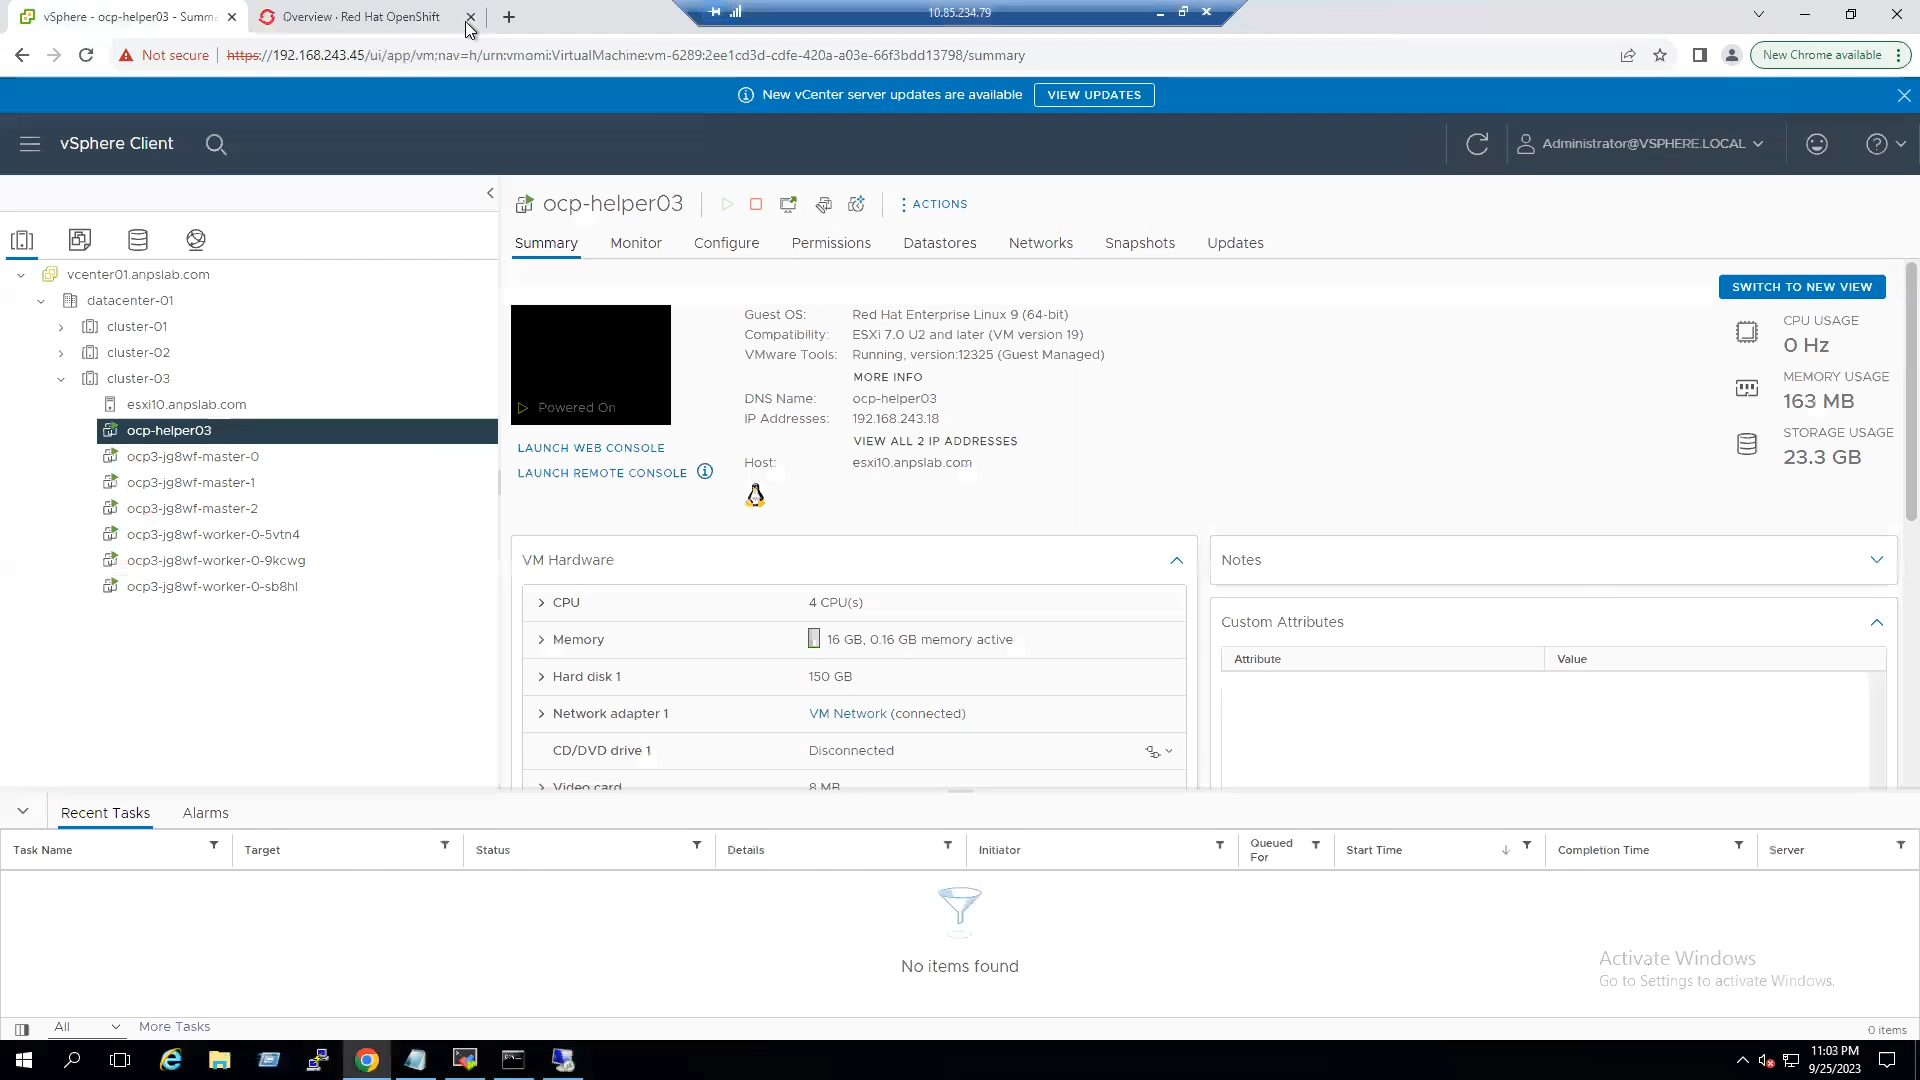 vSphere - ocp-helper03 - Summ
Overview · Red Hat OpenShift
10.85.234.79
Not secure
https://192.168.243.45/ui/app/vm;nav=h/urn:vmomi:VirtualMachine:vm-6289:2ee1cd3d-cdfe-420a-a03e-66f3bdd13798/summary
New Chrome available
New vCenter server updates are available
VIEW UPDATES
vSphere Client
Administrator@VSPHERE.LOCAL
ocp-helper03
ACTIONS
Summary
Monitor
Configure
Permissions
Datastores
Networks
Snapshots
Updates
vcenter01.anpslab.com
datacenter-01
cluster-01
cluster-02
cluster-03
esxi10.anpslab.com
ocp-helper03
ocp3-jg8wf-master-0
ocp3-jg8wf-master-1
ocp3-jg8wf-master-2
ocp3-jg8wf-worker-0-5vtn4
ocp3-jg8wf-worker-0-9kcwg
ocp3-jg8wf-worker-0-sb8hl
SWITCH TO NEW VIEW
Powered On
LAUNCH WEB CONSOLE
LAUNCH REMOTE CONSOLE
Guest OS: Red Hat Enterprise Linux 9 (64-bit)
Compatibility: ESXi 7.0 U2 and later (VM version 19)
VMware Tools: Running, version:12325 (Guest Managed)
MORE INFO
DNS Name: ocp-helper03
IP Addresses: 192.168.243.18
VIEW ALL 2 IP ADDRESSES
Host: esxi10.anpslab.com
CPU USAGE
0 Hz
MEMORY USAGE
163 MB
STORAGE USAGE
23.3 GB
VM Hardware
CPU 4 CPU(s)
Memory 16 GB, 0.16 GB memory active
Hard disk 1 150 GB
Network adapter 1 VM Network (connected)
CD/DVD drive 1 Disconnected
Video card 8 MB
Notes
Custom Attributes
Attribute Value
Recent Tasks
Alarms
Task Name
Target
Status
Details
Initiator
Queued For
Start Time
Completion Time
Server
No items found
Activate Windows
Go to Settings to activate Windows.
All
More Tasks
0 items
11:03 PM
9/25/2023